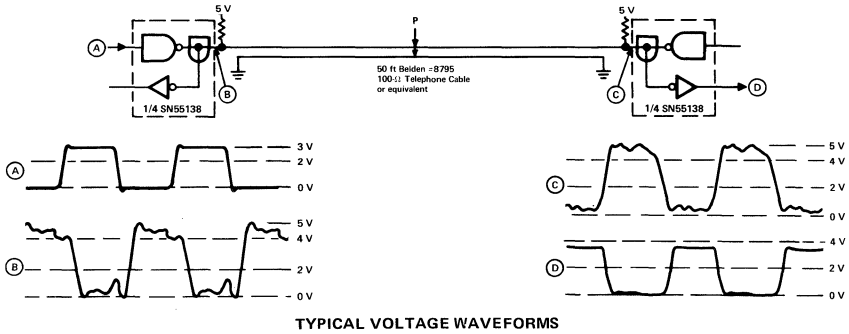 5 V
P
5 V
A
50 ft Belden =8795
100-Ω Telephone Cable
or equivalent
B
C
D
1/4 SN55138
1/4 SN55138
A
3 V
2 V
0 V
B
5 V
4 V
2 V
0 V
C
5 V
4 V
2 V
0 V
D
4 V
2 V
0 V
TYPICAL VOLTAGE WAVEFORMS